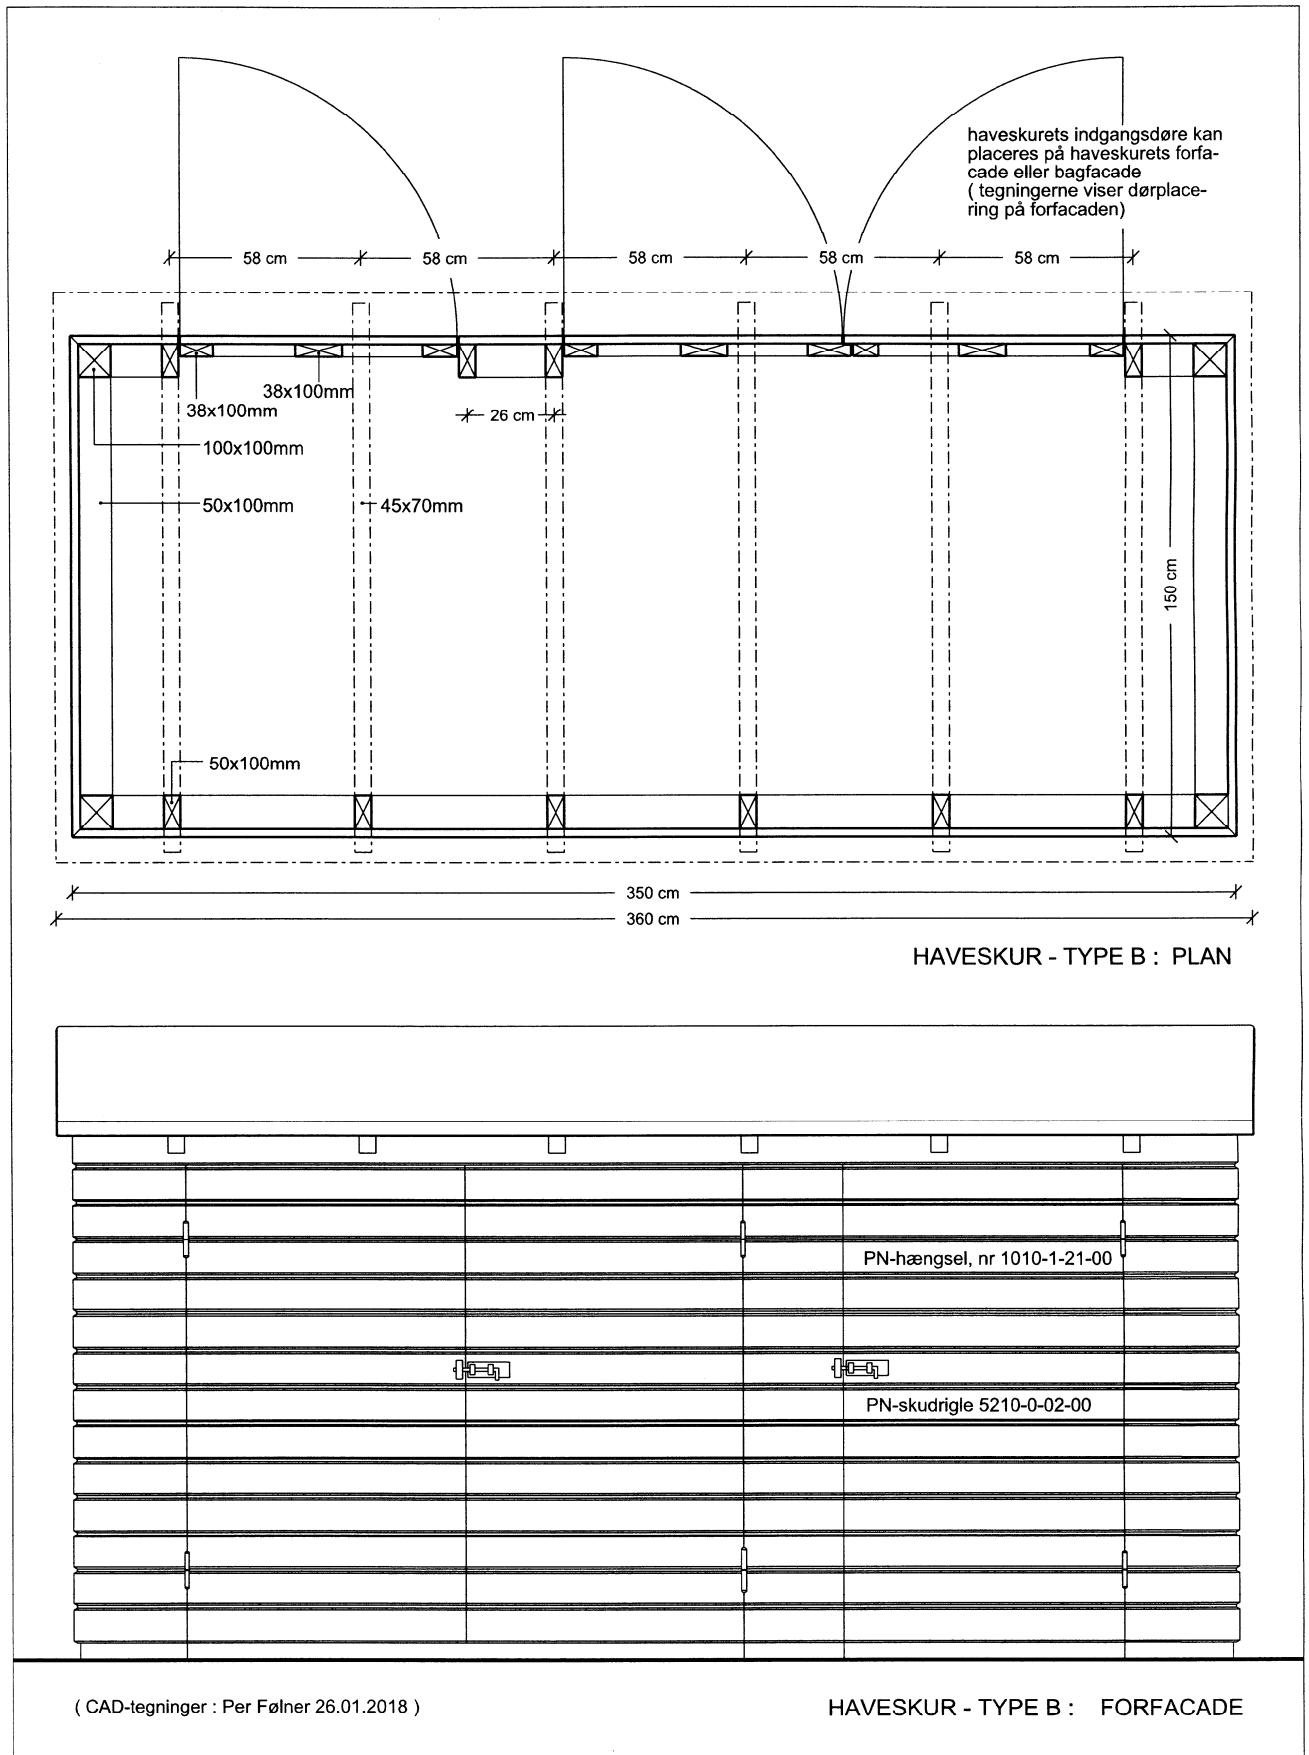 haveskurets indgangsdøre kan
placeres på haveskurets forfa-
cade eller bagfacade
( tegningerne viser dørplace-
ring på forfacaden)
58 cm
58 cm
58 cm
58 cm
58 cm
38x100mm
38x100mm
26 cm
100x100mm
50x100mm
45x70mm
150 cm
50x100mm
350 cm
360 cm
HAVESKUR - TYPE B : PLAN
PN-hængsel, nr 1010-1-21-00
PN-skudrigle 5210-0-02-00
( CAD-tegninger : Per Følner 26.01.2018 )
HAVESKUR - TYPE B : FORFACADE